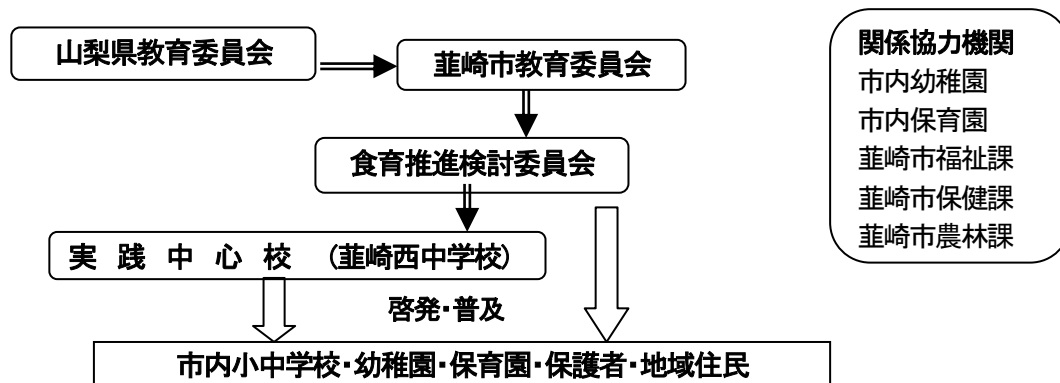 山梨県教育委員会
韮崎市教育委員会
食育推進検討委員会
実 践 中 心 校 (韮崎西中学校)
啓発・普及
市内小中学校・幼稚園・保育園・保護者・地域住民
関係協力機関
市内幼稚園
市内保育園
韮崎市福祉課
韮崎市保健課
韮崎市農林課